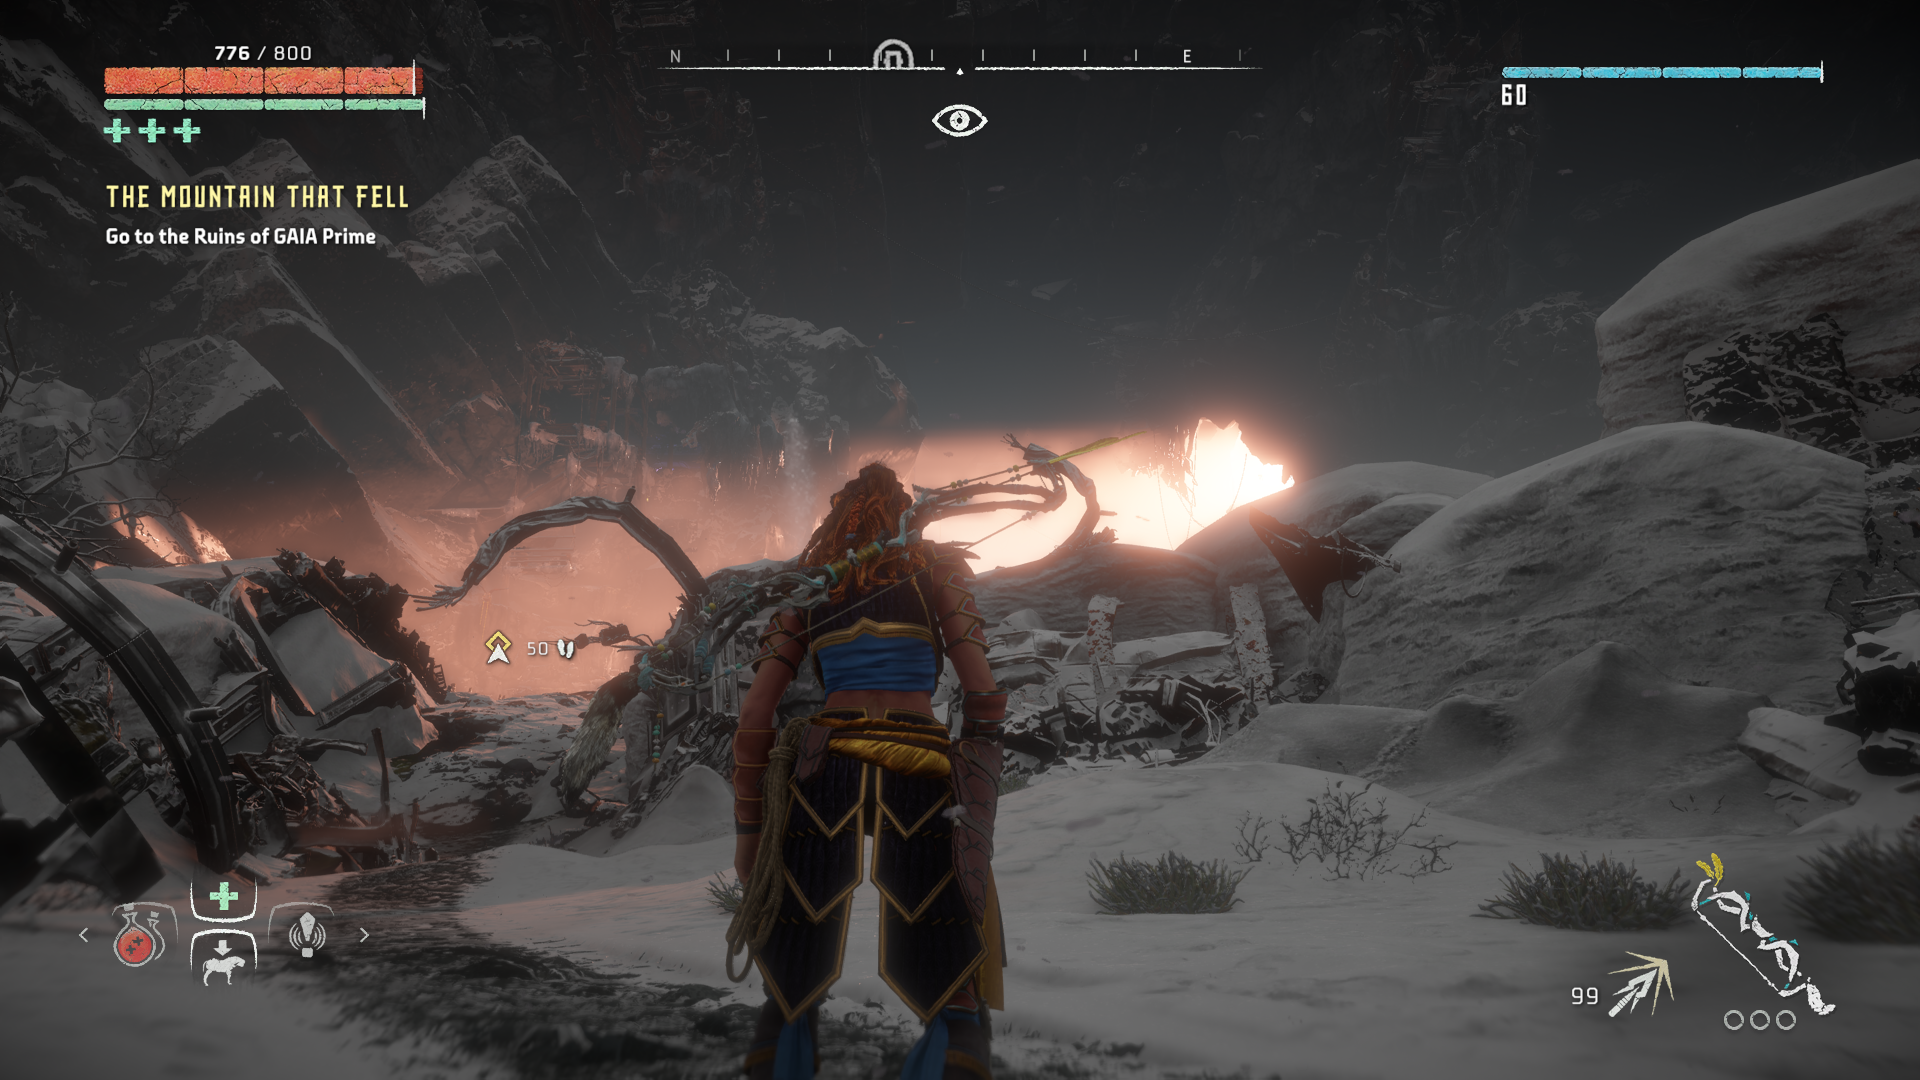 776 / 800
N
E
60
THE MOUNTAIN THAT FELL
Go to the Ruins of GAIA Prime
50
99